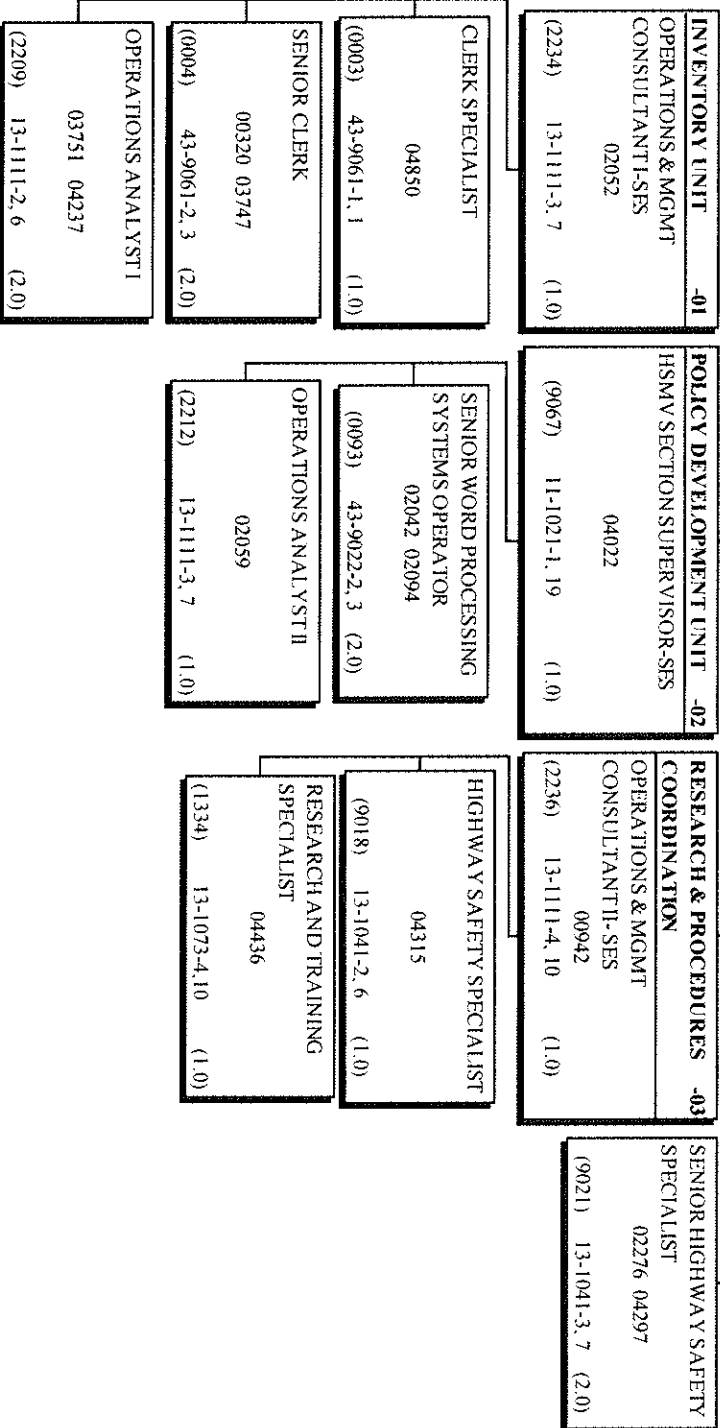 INVENTORY UNIT -01
OPERATIONS & MGMT
CONSULTANT I-SES
02052
(2234) 13-1111-3, 7 (1.0)
CLERK SPECIALIST
04850
(0003) 43-9061-1, 1 (1.0)
SENIOR CLERK
00320 03747
(0004) 43-9061-2, 3 (2.0)
OPERATIONS ANALYST I
03751 04237
(2209) 13-1111-2, 6 (2.0)
POLICY DEVELOPMENT UNIT -02
HSMV SECTION SUPERVISOR-SES
04022
(9067) 11-1021-1, 19 (1.0)
SENIOR WORD PROCESSING
SYSTEMS OPERATOR
02042 02094
(0093) 43-9022-2, 3 (2.0)
OPERATIONS ANALYST II
02059
(2212) 13-1111-3, 7 (1.0)
RESEARCH & PROCEDURES -03
COORDINATION
OPERATIONS & MGMT
CONSULTANT II- SES
00942
(2236) 13-1111-4, 10 (1.0)
HIGHWAY SAFETY SPECIALIST
04315
(9018) 13-1041-2, 6 (1.0)
RESEARCH AND TRAINING
SPECIALIST
04436
(1334) 13-1073-4,10 (1.0)
SENIOR HIGHWAY SAFETY
SPECIALIST
02276 04297
(9021) 13-1041-3, 7 (2.0)